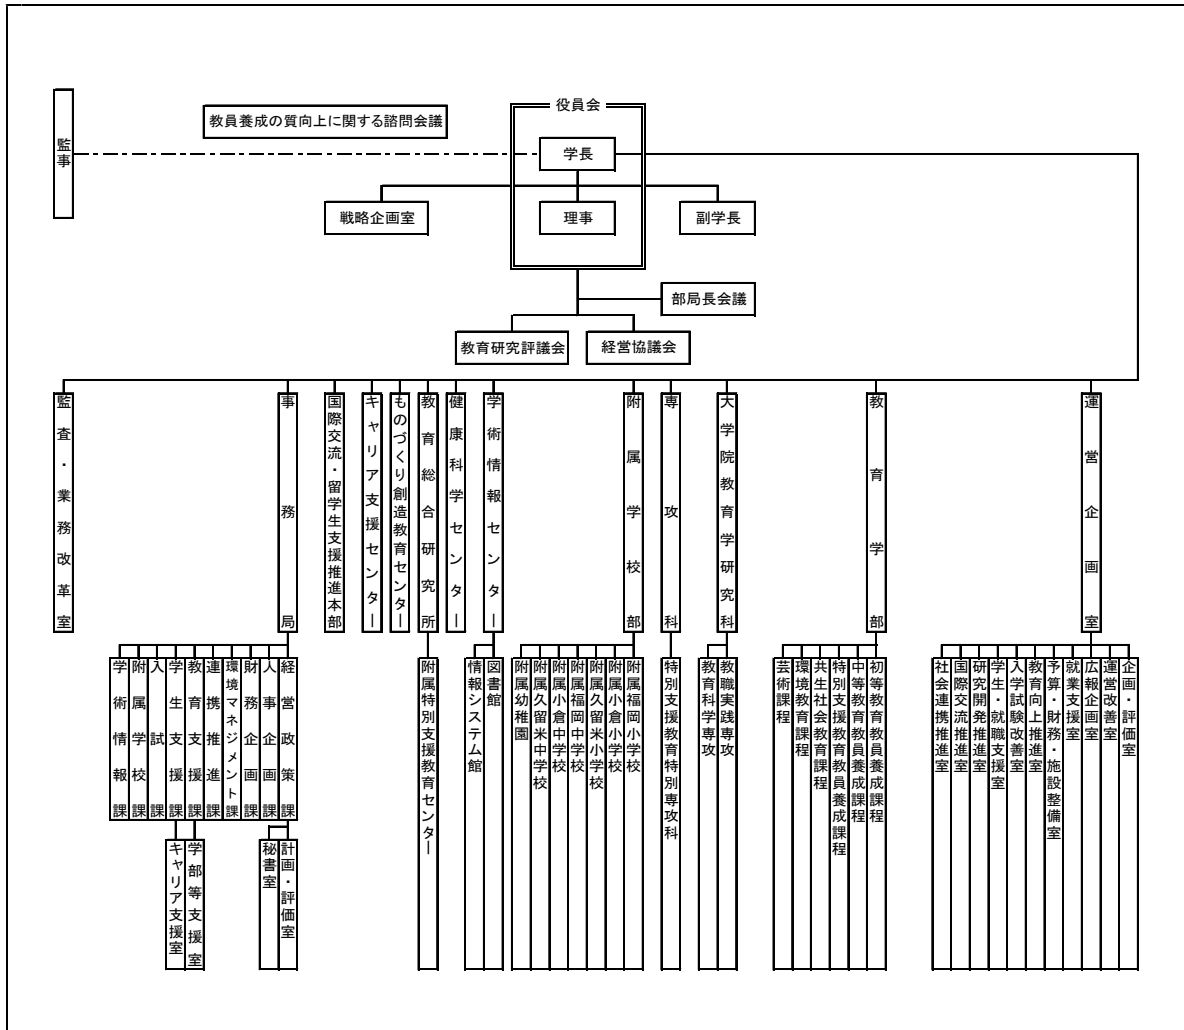 役員会
教員養成の質向上に関する諮問会議
監事
学長
戦略企画室
理事
副学長
部局長会議
教育研究評議会
経営協議会
運営企画室
教育学部
大学院教育学研究科
専攻科
附属学校部
学術情報センター
健康科学センター
教育総合研究所
ものづくり創造教育センター
キャリア支援センター
国際交流・留学生支援推進本部
事務局
監査・業務改革室
企画・評価室
運営改善室
広報企画室
就業支援室
予算・財務・施設整備室
教育向上推進室
入学試験改善室
学生・就職支援室
研究開発推進室
国際交流推進室
社会連携推進室
初等教育教員養成課程
中等教育教員養成課程
特別支援教育教員養成課程
共生社会教育課程
環境教育課程
芸術課程
教職実践専攻
教育科学専攻
特別支援教育特別専攻科
附属福岡小学校
附属小倉小学校
附属久留米小学校
附属福岡中学校
附属小倉中学校
附属久留米中学校
附属幼稚園
図書館
情報システム館
附属特別支援教育センター
経営政策課
人事企画課
財務企画課
環境マネジメント課
連携推進課
教育支援課
学生支援課
入試課
附属学校課
学術情報課
計画・評価室
秘書室
学部等支援室
キャリア支援室